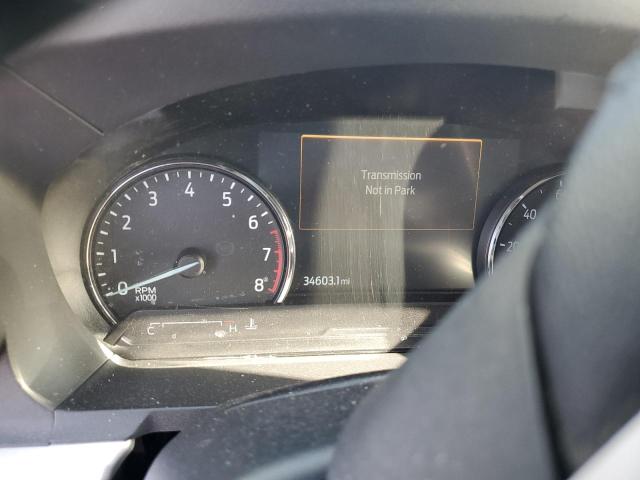 Transmission
Not in Park
0 1 2 3 4 5 6 7 8
RPM
x1000
20 40
34603.1 mi
C H